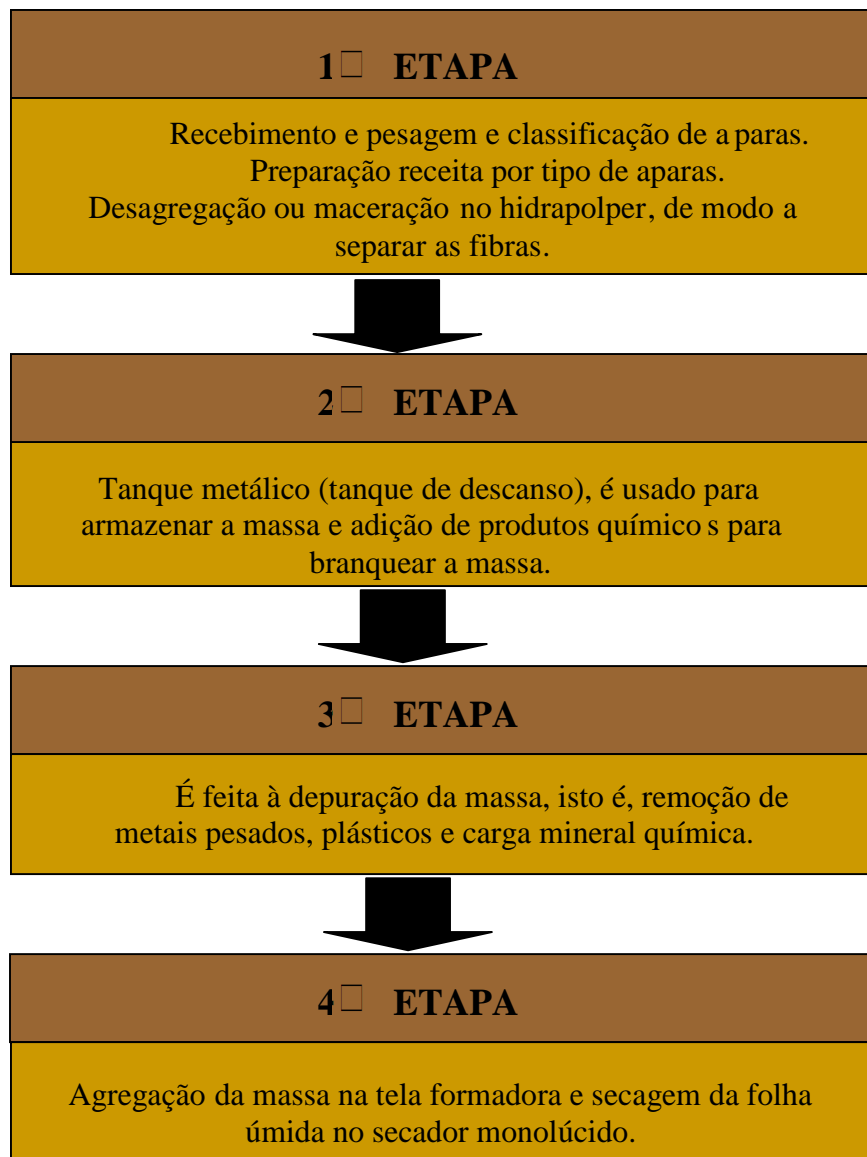 1□ ETAPA
Recebimento e pesagem e classificação de a paras.
Preparação receita por tipo de aparas.
Desagregação ou maceração no hidrapolper, de modo a
separar as fibras.
2□ ETAPA
Tanque metálico (tanque de descanso), é usado para
armazenar a massa e adição de produtos químico s para
branquear a massa.
3□ ETAPA
É feita à depuração da massa, isto é, remoção de
metais pesados, plásticos e carga mineral química.
4□ ETAPA
Agregação da massa na tela formadora e secagem da folha
úmida no secador monolúcido.